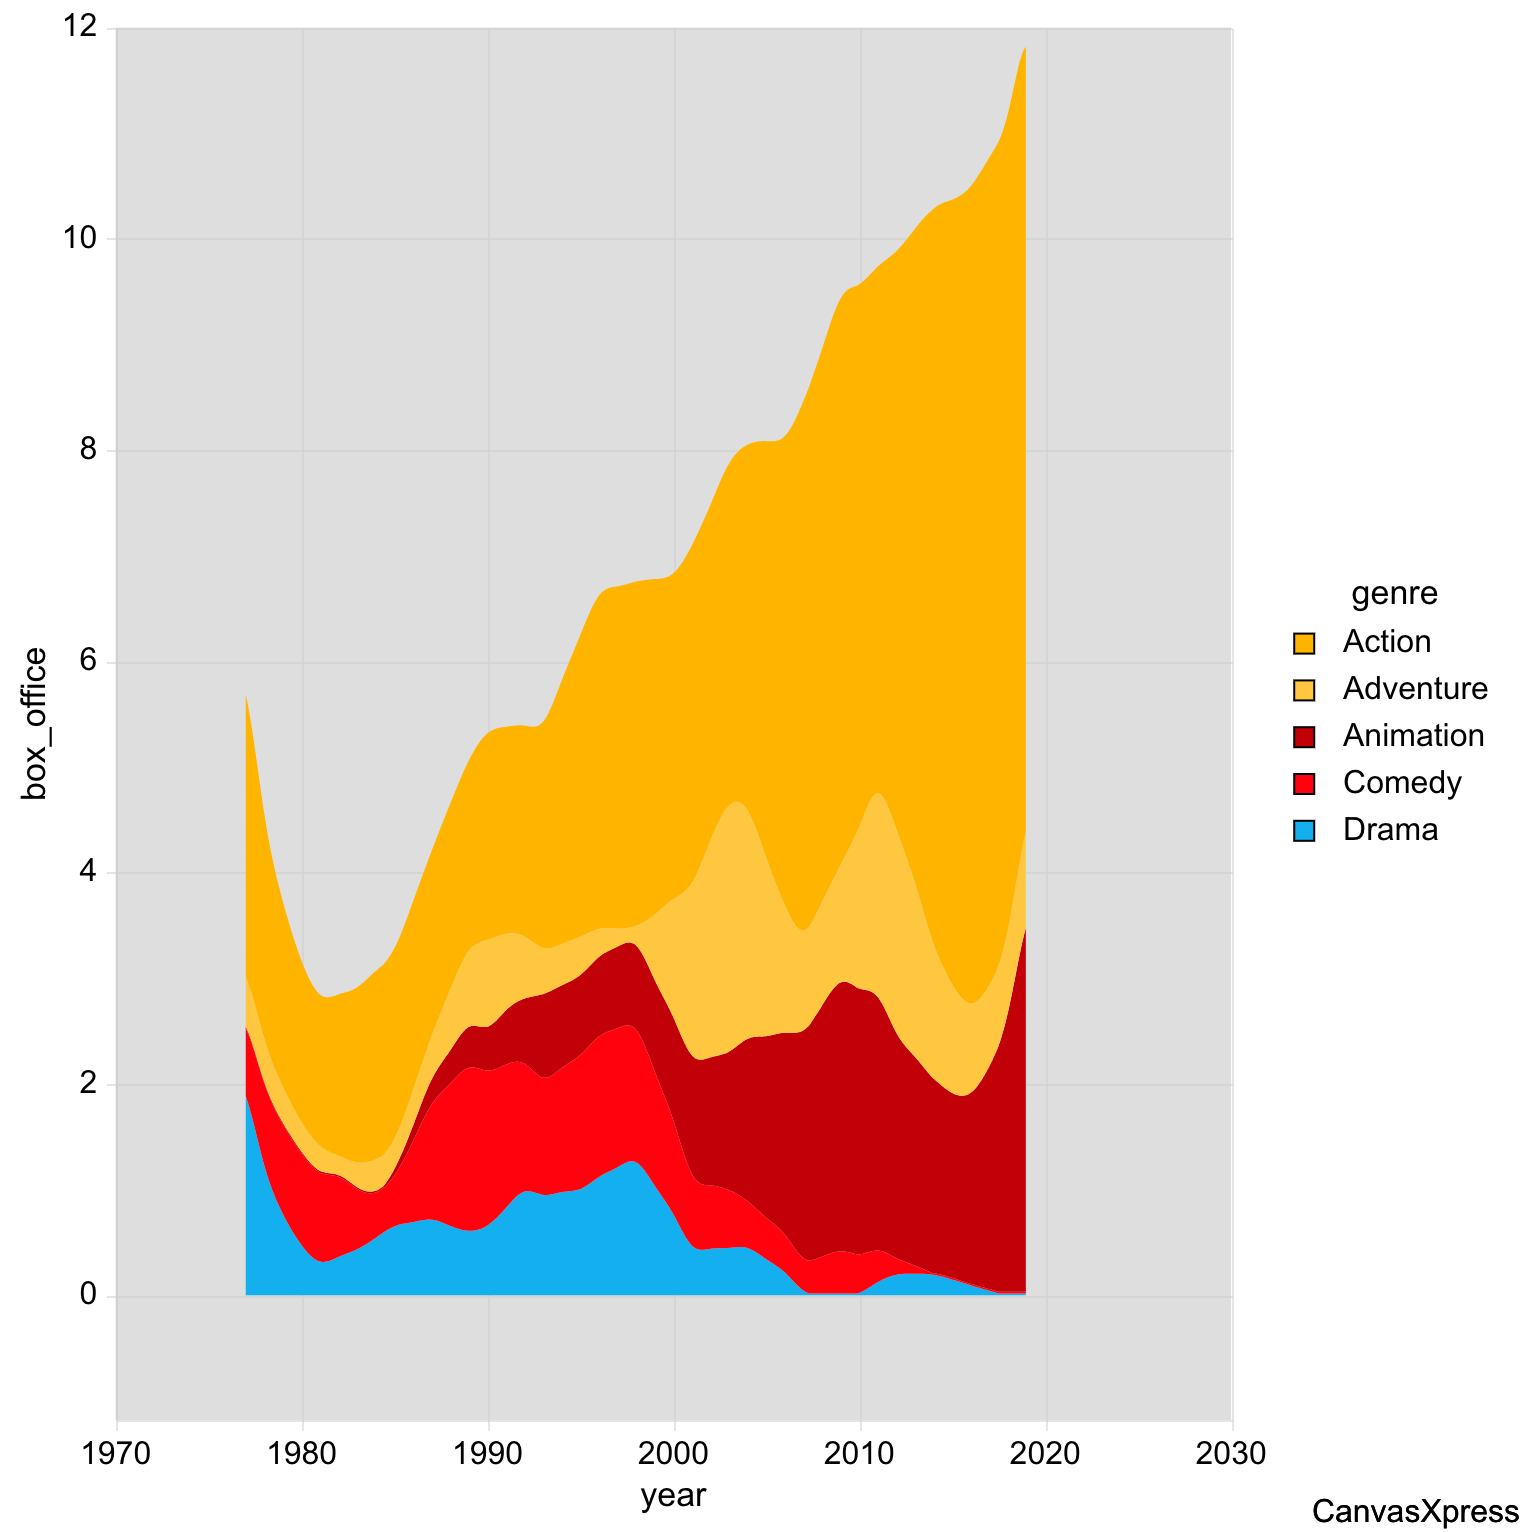 12
10
8
6
4
2
0
box_office
1970 1980 1990 2000 2010 2020 2030
year
genre
Action
Adventure
Animation
Comedy
Drama
CanvasXpress